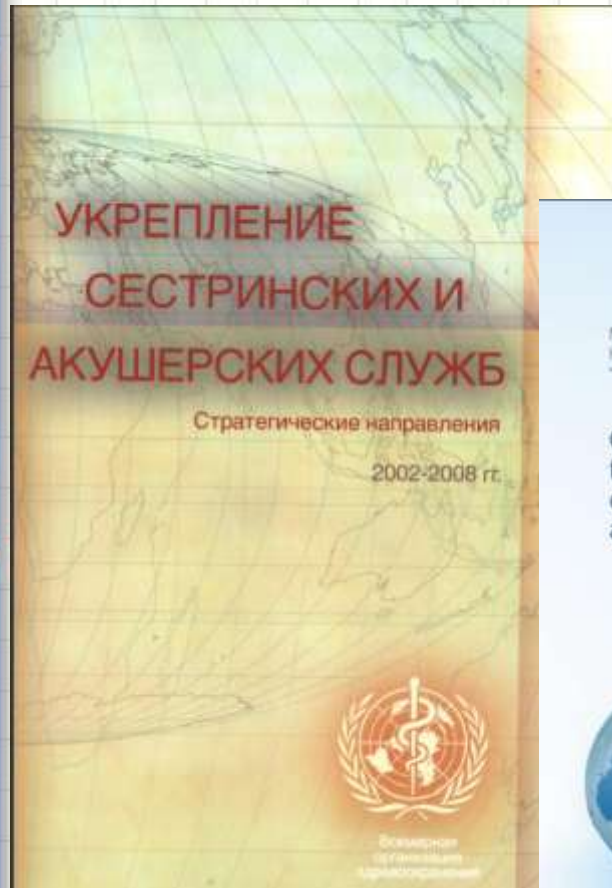 УКРЕПЛЕНИЕ
СЕСТРИНСКИХ И
АКУШЕРСКИХ СЛУЖБ
Стратегические направления
2002-2008 гг.
Всемирная
организация
здравоохранения